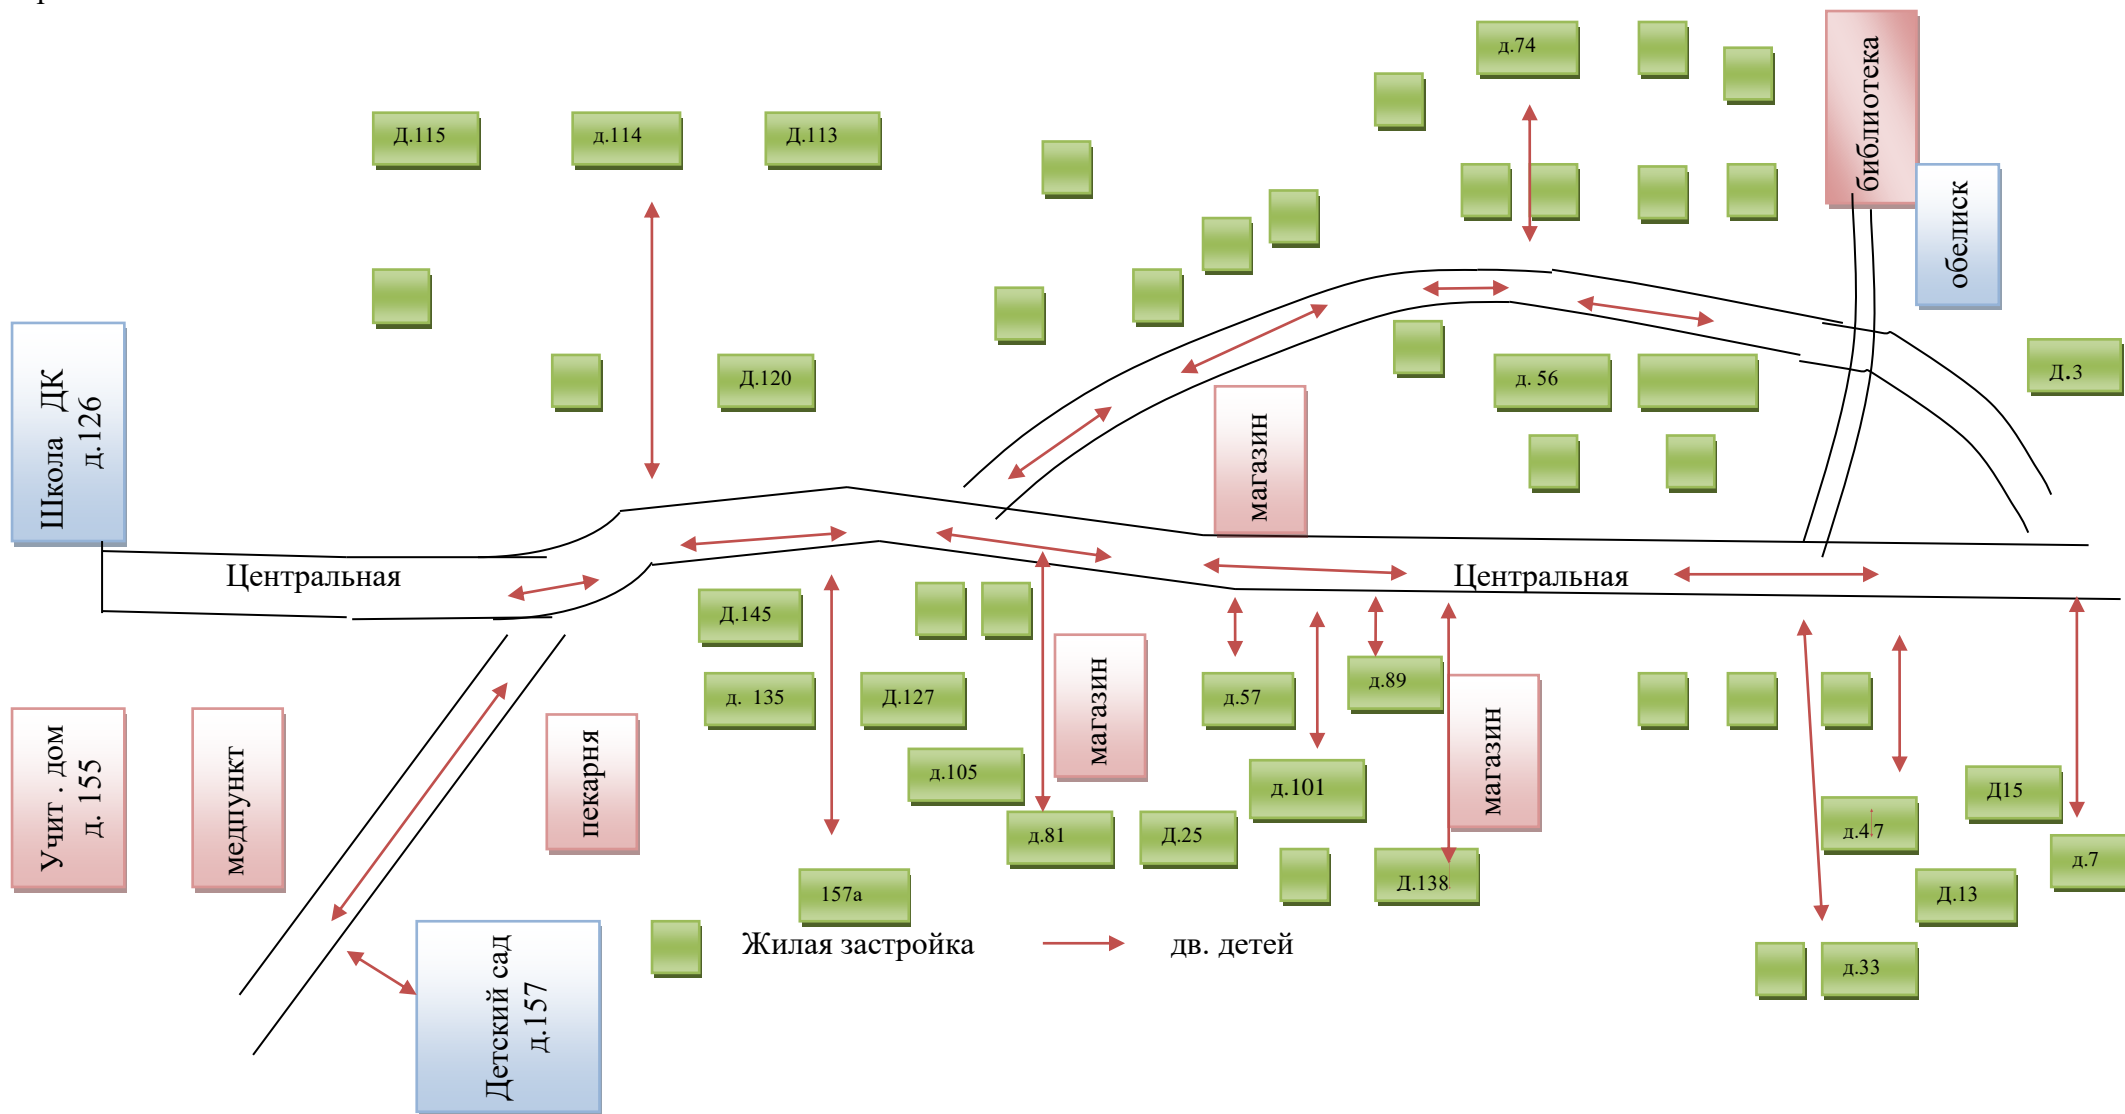 д.74
библиотека
Д.115
д.114
Д.113
обелиск
Школа ДК
д.126
Д.120
д. 56
Д.3
магазин
Центральная
Центральная
Д.145
д. 135
Д.127
магазин
д.57
д.89
магазин
Учит . дом
д. 155
медпункт
пекарня
д.105
д.101
Д15
д.81
Д.25
д.47
д.7
157а
Д.138
Д.13
Детский сад
д.157
Жилая застройка
дв. детей
д.33